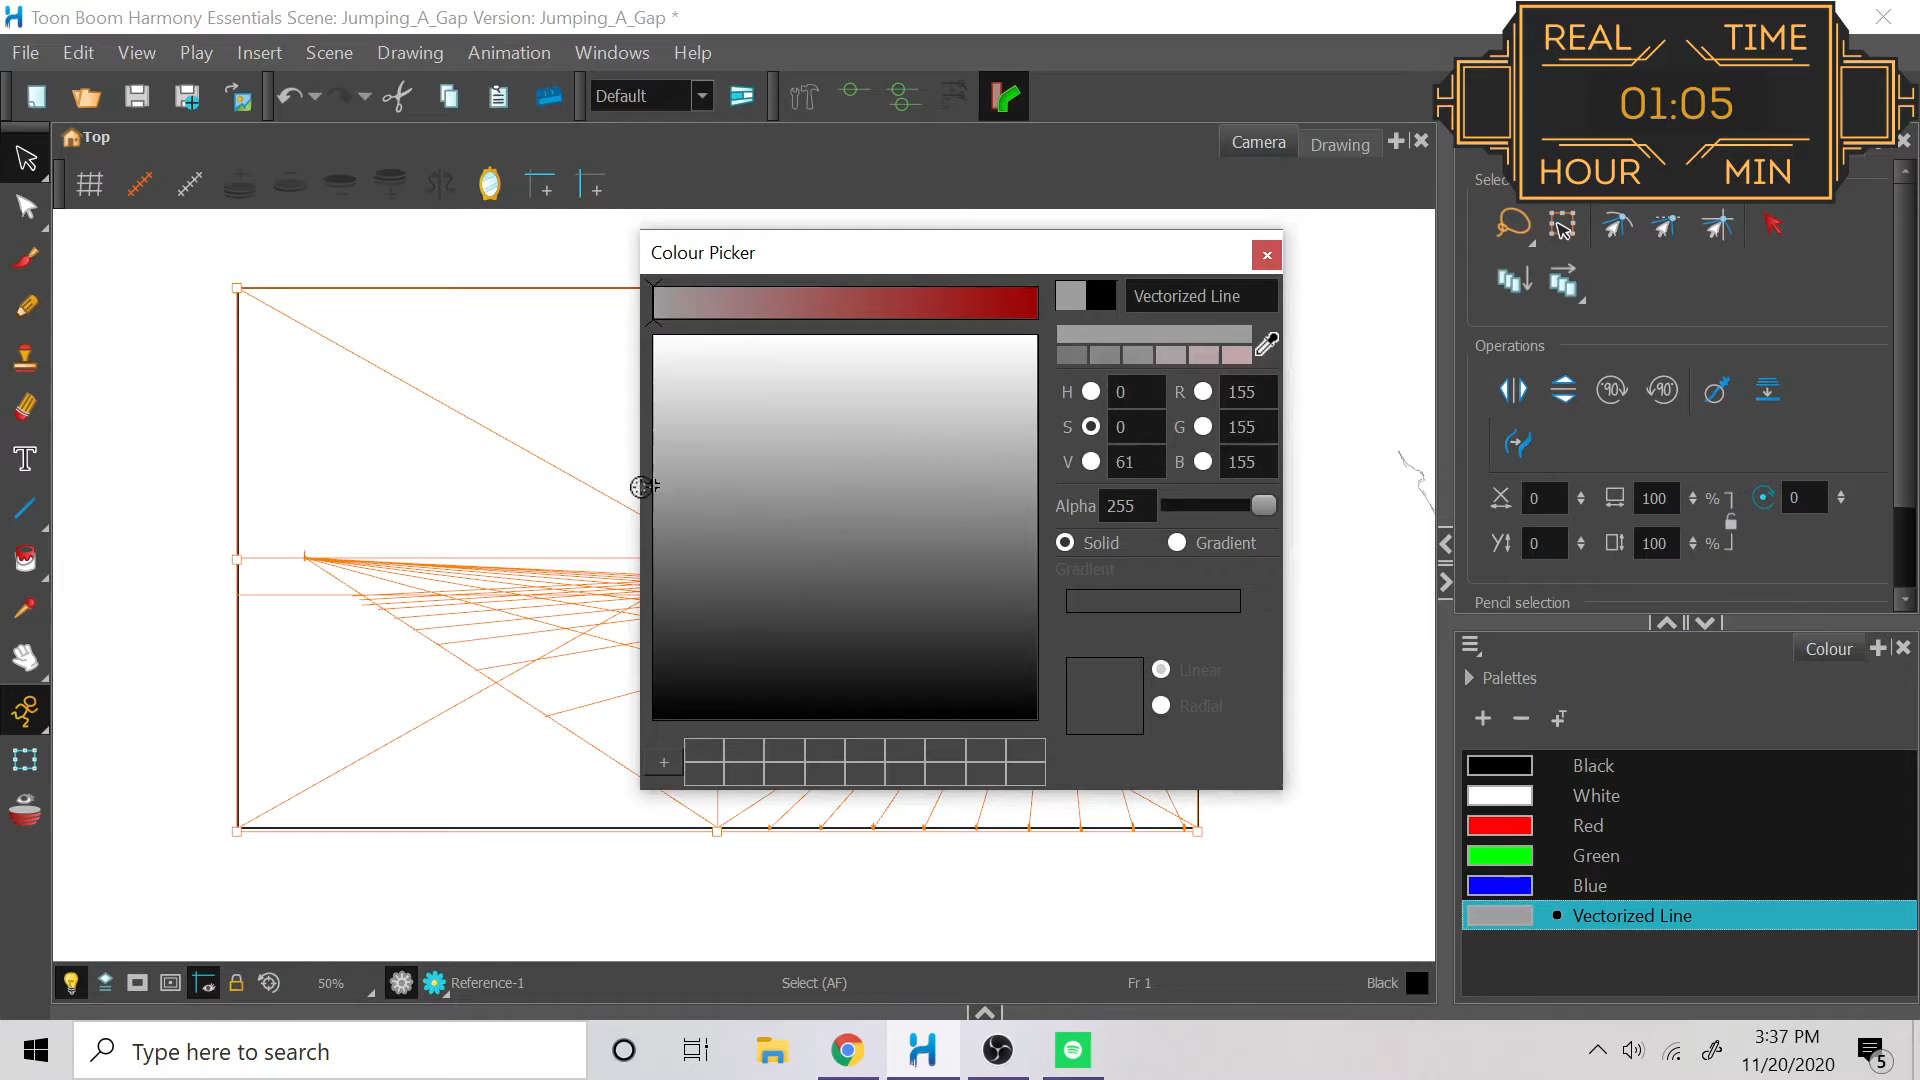 Toon Boom Harmony Essentials Scene: Jumping_A_Gap Version: Jumping_A_Gap *
REAL TIME
01:05
HOUR MIN
File Edit View Play Insert Scene Drawing Animation Windows Help
Default
Top
Camera
Drawing
Colour Picker
Vectorized Line
H 0 R 155
S 0 G 155
V 61 B 155
Alpha 255
Solid Gradient
Gradient
Linear
Radial
+
Operations
90 90
X 0 100 % 0
Y 0 100 %
Pencil selection
Colour
Palettes
Black
White
Red
Green
Blue
Vectorized Line
50% Reference-1 Select (AF) Fr 1 Black
Type here to search
3:37 PM
11/20/2020
5